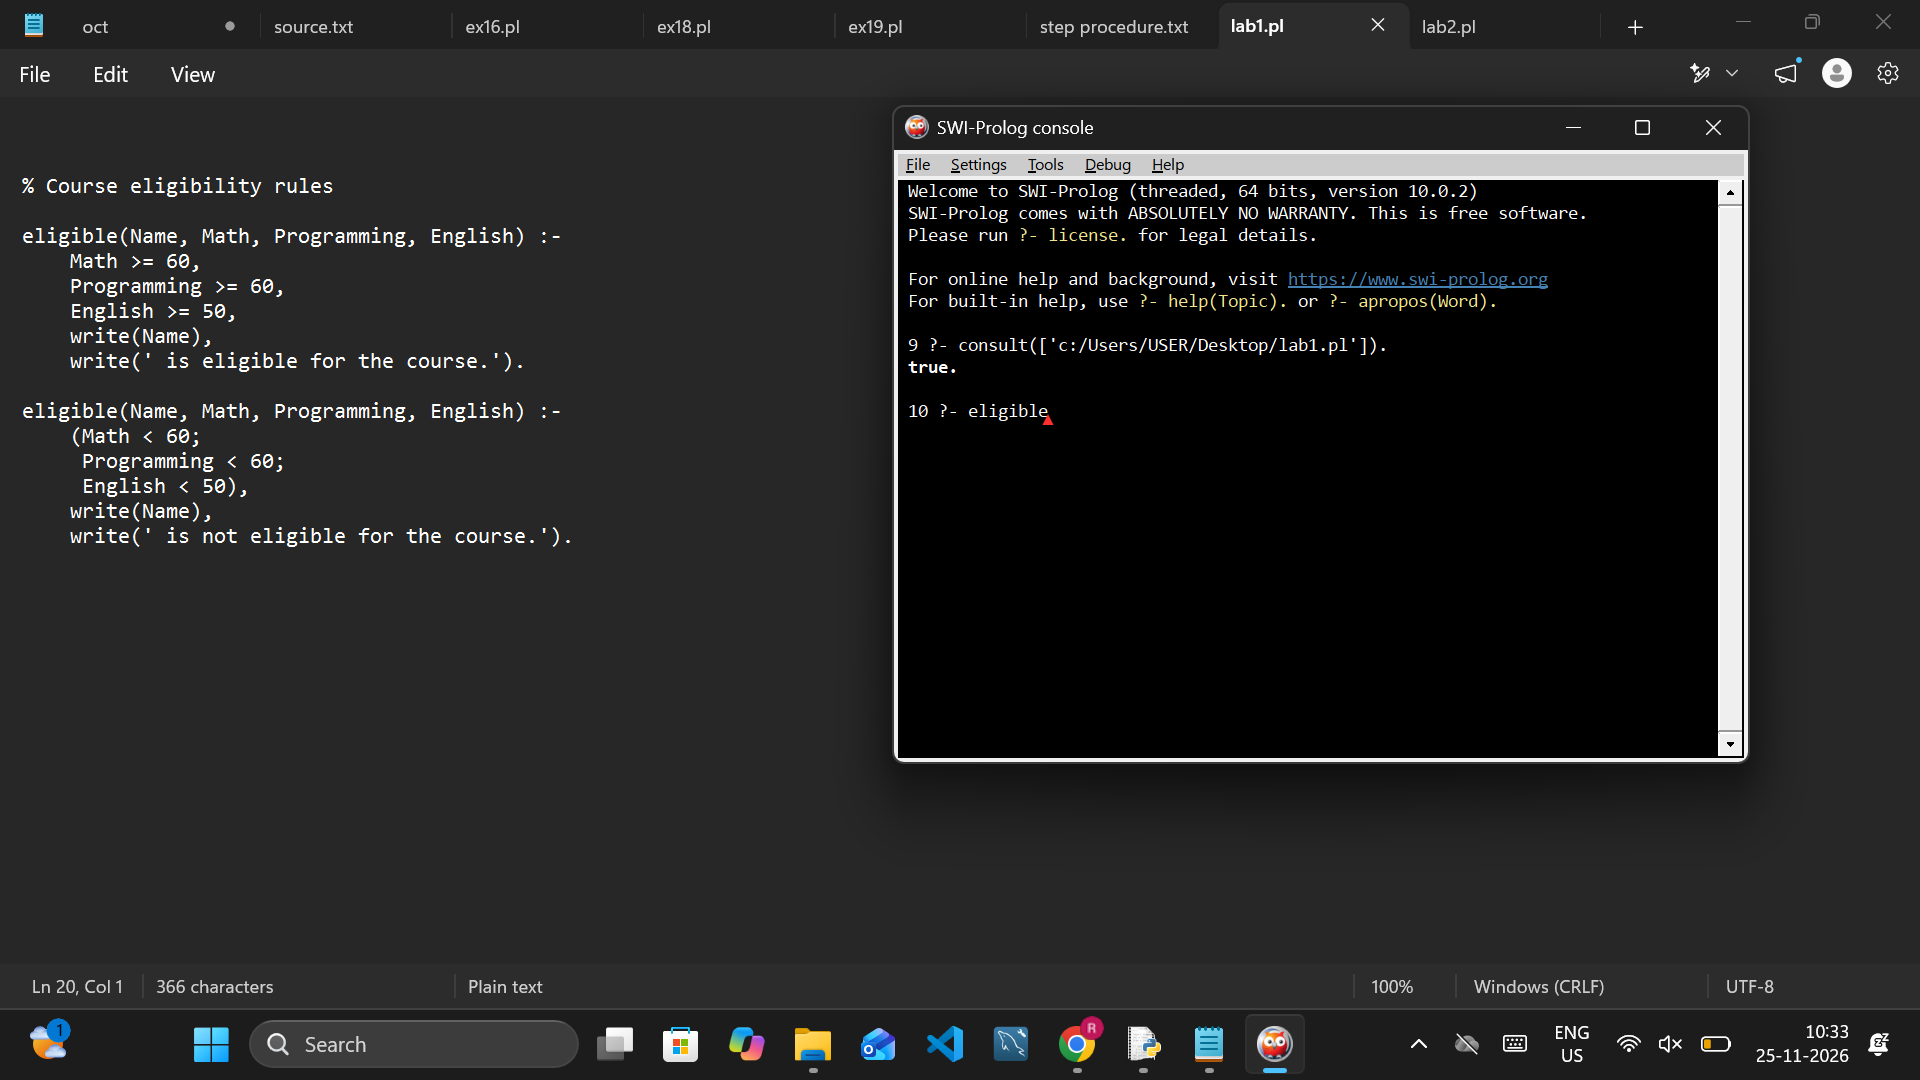 oct
source.txt
ex16.pl
ex18.pl
ex19.pl
step procedure.txt
lab1.pl
lab2.pl
File
Edit
View
% Course eligibility rules
eligible(Name, Math, Programming, English) :-
    Math >= 60,
    Programming >= 60,
    English >= 50,
    write(Name),
    write(' is eligible for the course.').
eligible(Name, Math, Programming, English) :-
    (Math < 60;
     Programming < 60;
     English < 50),
    write(Name),
    write(' is not eligible for the course.').
SWI-Prolog console
File Settings Tools Debug Help
Welcome to SWI-Prolog (threaded, 64 bits, version 10.0.2)
SWI-Prolog comes with ABSOLUTELY NO WARRANTY. This is free software.
Please run ?- license. for legal details.
For online help and background, visit https://www.swi-prolog.org
For built-in help, use ?- help(Topic). or ?- apropos(Word).
9 ?- consult(['c:/Users/USER/Desktop/lab1.pl']).
true.
10 ?- eligible
Ln 20, Col 1
366 characters
Plain text
100%
Windows (CRLF)
UTF-8
1
Search
R
ENG
US
10:33
25-11-2026